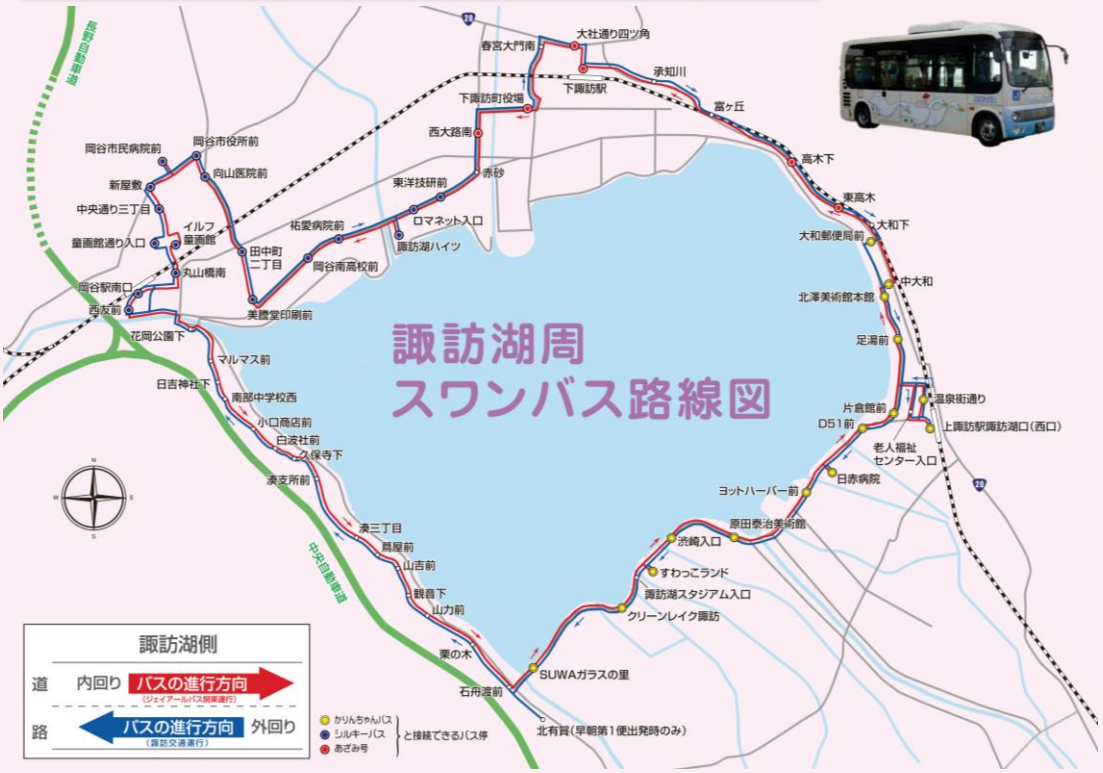 長野自動車道
20
春宮大門南
大社通り四ツ角
承知川
下諏訪駅
下諏訪町役場
富ヶ丘
西大路南
高木下
赤砂
東高木
大和下
大和郵便局前
中大和
北澤美術館本館
足湯前
岡谷市役所前
岡谷市民病院前
向山医院前
新屋敷
東洋技研前
中央通り三丁目
ロマネット入口
イルフ
童画館
祐愛病院前
童画館通り入口
諏訪湖ハイツ
田中町
二丁目
岡谷南高校前
丸山橋南
岡谷駅南口
西友前
美謄堂印刷前
花岡公園下
諏訪湖周
スワンバス路線図
マルマス前
日吉神社下
南部中学校西
小口商店前
白波社前
久保寺下
湊支所前
温泉街通り
片倉館前
D51前
上諏訪駅諏訪湖口(西口)
老人福祉
センター入口
日赤病院
20
ヨットハーバー前
原田泰治美術館
渋崎入口
すわっこランド
諏訪湖スタジアム入口
クリーンレイク諏訪
N
W
E
S
湊三丁目
蔦屋前
山吉前
観音下
山力前
中央自動車道
栗の木
SUWAガラスの里
石舟渡前
北有賀(早朝第1便出発時のみ)
諏訪湖側
道路
内回り バスの進行方向
(ジェイアールバス関東運行)
バスの進行方向 外回り
(諏訪交通運行)
かりんちゃんバス
シルキーバス
あざみ号
と接続できるバス停